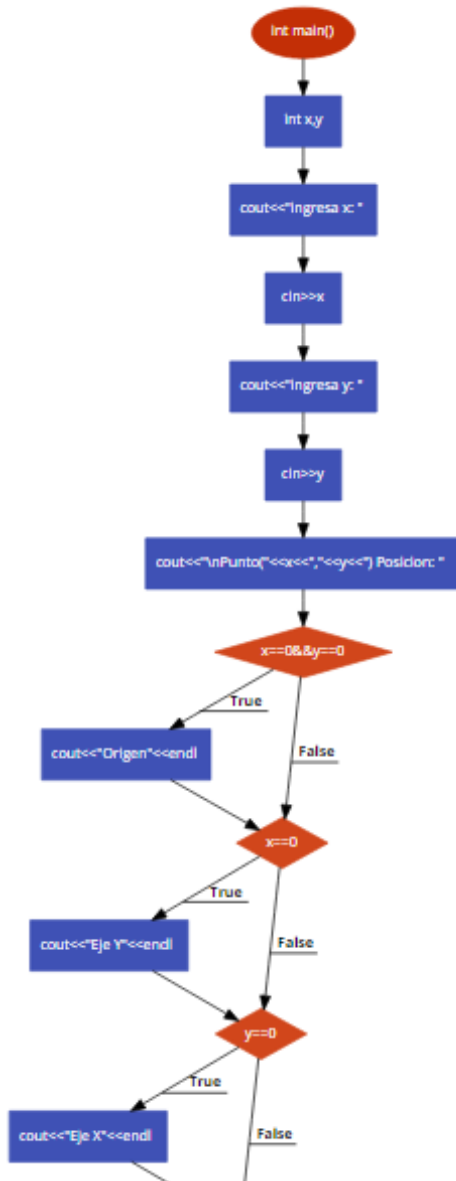 int main()
int x,y
cout<<"Ingresa x: "
cin>>x
cout<<"Ingresa y: "
cin>>y
cout<<"\nPunto("<<x<<","<<y<<") Posicion: "
x==0&&y==0
True
False
cout<<"Origen"<<endl
x==0
True
False
cout<<"Eje Y"<<endl
y==0
True
False
cout<<"Eje X"<<endl